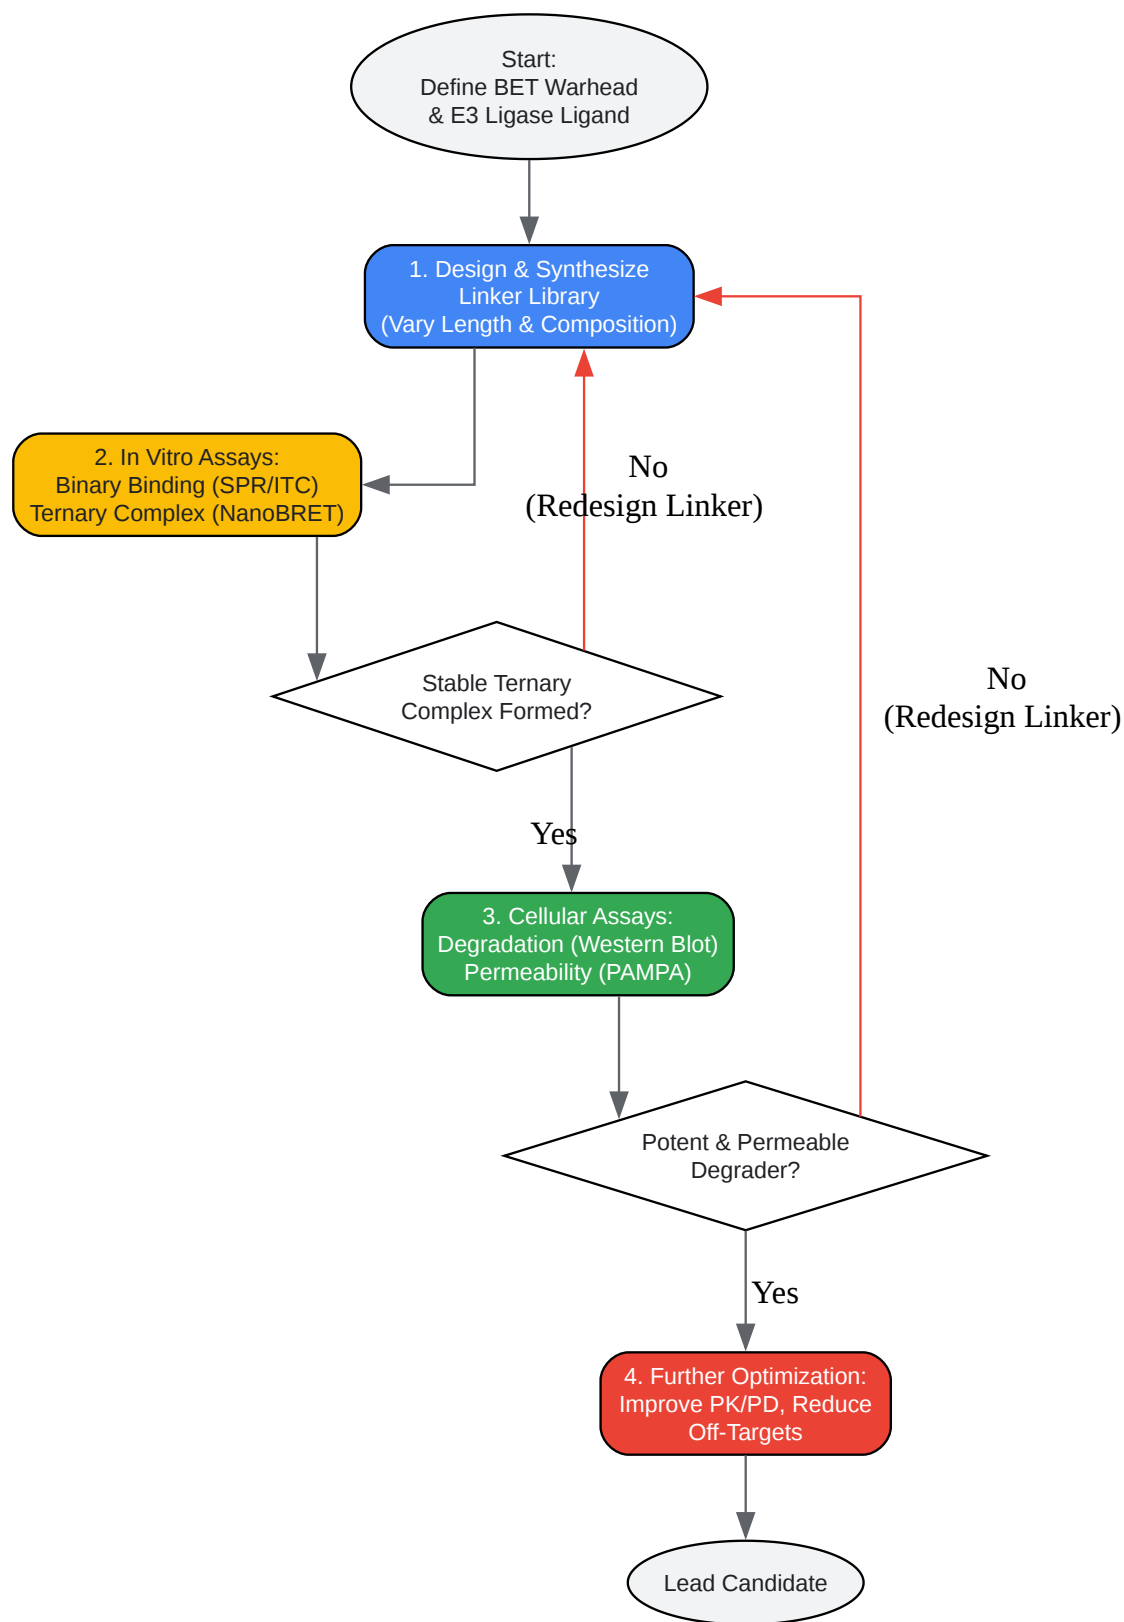 Start:
Define BET Warhead
& E3 Ligase Ligand
1. Design & Synthesize
Linker Library
(Vary Length & Composition)
2. In Vitro Assays:
Binary Binding (SPR/ITC)
Ternary Complex (NanoBRET)
No
(Redesign Linker)
Stable Ternary
Complex Formed?
No
(Redesign Linker)
Yes
3. Cellular Assays:
Degradation (Western Blot)
Permeability (PAMPA)
Potent & Permeable
Degrader?
Yes
4. Further Optimization:
Improve PK/PD, Reduce
Off-Targets
Lead Candidate